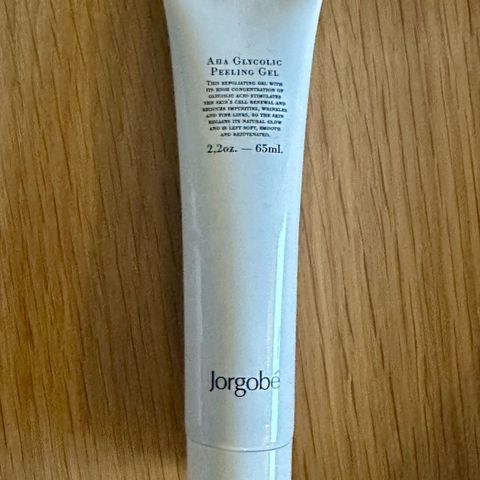 AHA GLYCOLIC
PEELING GEL
THIS EXFOLIATING GEL WITH
ITS HIGH CONCENTRATION OF
GLYCOLIC ACID STIMULATES
THE SKIN'S CELL RENEWAL AND
REDUCES IMPURITIES, WRINKLES
AND FINE LINES, SO THE SKIN
REGAINS ITS NATURAL GLOW
AND IS LEFT SOFT, SMOOTH
AND REJUVENATED.
2,2oz. — 65ml.
Jorgobé